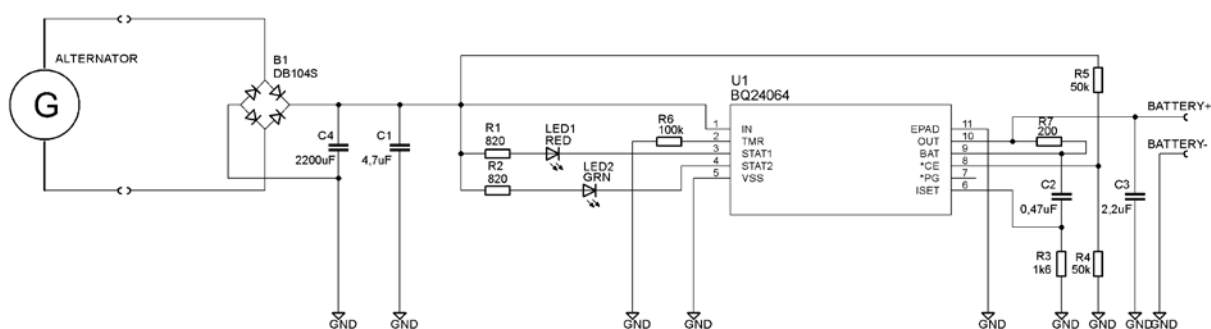 ALTERNATOR
G
B1
DB104S
C4
2200uF
C1
4,7uF
R1
820
R2
820
LED1
RED
LED2
GRN
R6
100k
U1
BQ24064
1 IN
2 TMR
3 STAT1
4 STAT2
5 VSS
EPAD 11
OUT 10
BAT 9
*CE 8
*PG 7
ISET 6
R7
200
R5
50k
C2
0,47uF
C3
2,2uF
R3
1k6
R4
50k
BATTERY+
BATTERY-
GND
GND
GND
GND
GND
GND
GND
GND
GND